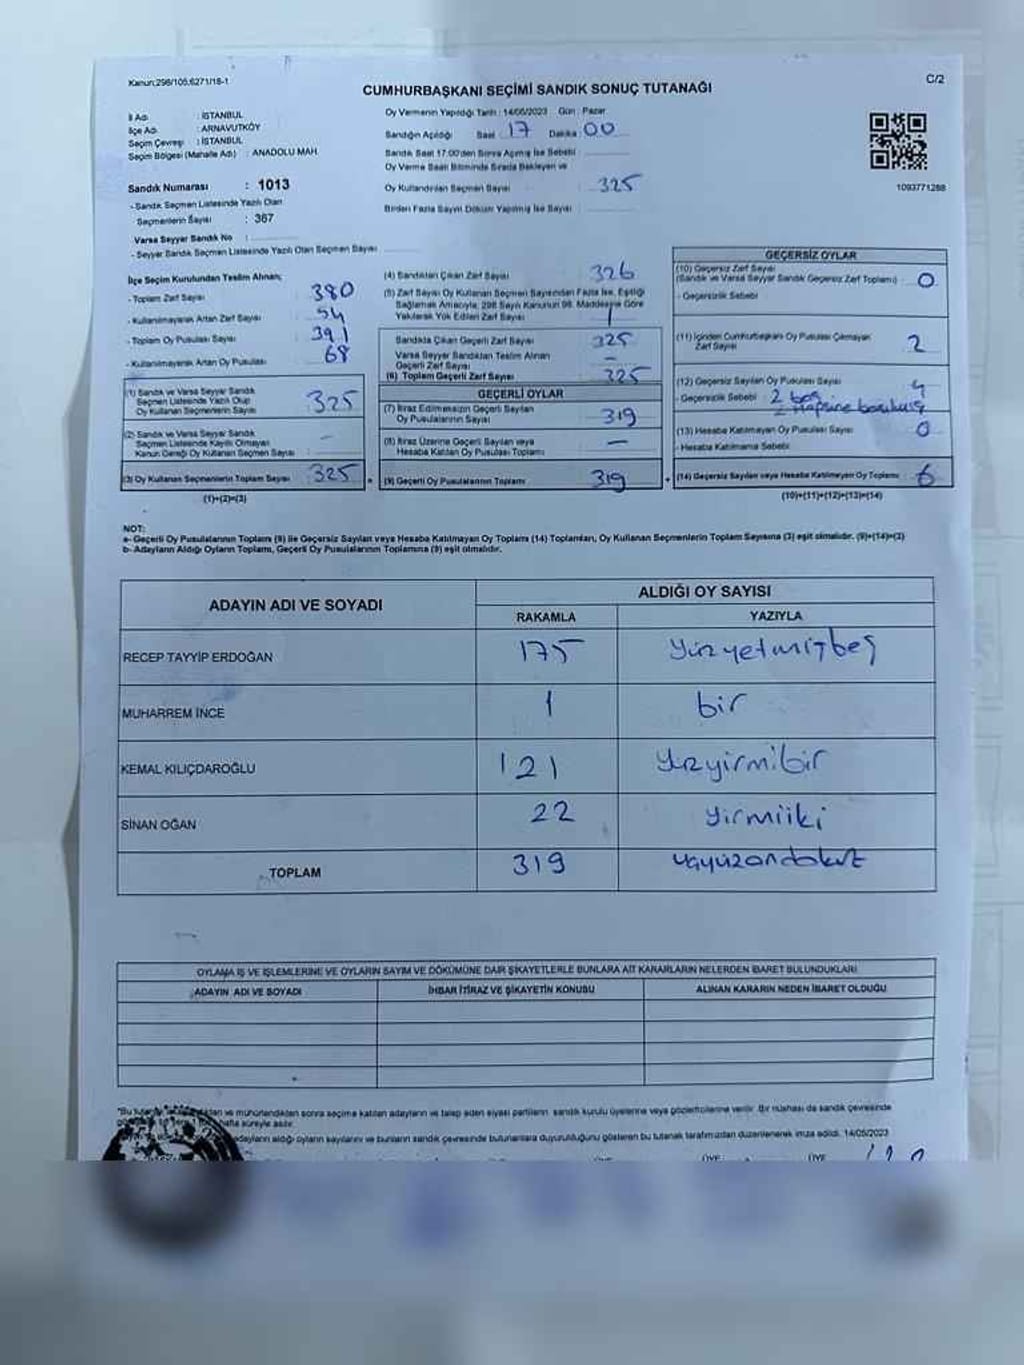 Kanun;298/105,6271/18-1
C/2
CUMHURBAŞKANI SEÇİMİ SANDIK SONUÇ TUTANAĞI
İl Adı : İSTANBUL
İlçe Adı : ARNAVUTKÖY
Seçim Çevresi : İSTANBUL
Seçim Bölgesi (Mahalle Adı) : ANADOLU MAH.
Sandık Numarası : 1013
- Sandık Seçmen Listesinde Yazılı Olan
Seçmenlerin Sayısı : 367
Varsa Seyyar Sandık No :
- Seyyar Sandık Seçmen Listesinde Yazılı Olan Seçmen Sayısı
Oy Vermenin Yapıldığı Tarih : 14/05/2023 Gün : Pazar
Sandığın Açıldığı Saat : 17 Dakika : 00
Sandık Saat 17:00'den Sonra Açılmış İse Sebebi
Oy Verme Saati Bitiminde Sırada Bekleyen ve
Oy Kullandırılan Seçmen Sayısı : 325
Birden Fazla Sayım Döküm Yapılmış İse Sayısı :
1093771288
İlçe Seçim Kurulundan Teslim Alınan;
- Toplam Zarf Sayısı : 380
- Kullanılmayarak Artan Zarf Sayısı : 54
- Toplam Oy Pusulası Sayısı : 391
- Kullanılmayarak Artan Oy Pusulası : 68
(1) Sandık ve Varsa Seyyar Sandık
Seçmen Listesinde Yazılı Olup
Oy Kullanan Seçmenlerin Sayısı : 325
(2) Sandık ve Varsa Seyyar Sandık
Seçmen Listesinde Kayıtlı Olmayan
Kanun Gereği Oy Kullanan Seçmen Sayısı : -
(3) Oy Kullanan Seçmenlerin Toplam Sayısı : 325
(1)+(2)=(3)
(4) Sandıktan Çıkan Zarf Sayısı : 326
(5) Zarf Sayısı Oy Kullanan Seçmen Sayısından Fazla İse, Eşitliği
Sağlamak Amacıyla, 298 Sayılı Kanunun 98. Maddesine Göre
Yakılarak Yok Edilen Zarf Sayısı : 1
Sandıkta Çıkan Geçerli Zarf Sayısı : 325
Varsa Seyyar Sandıktan Teslim Alınan
Geçerli Zarf Sayısı : -
(6) Toplam Geçerli Zarf Sayısı : 325
GEÇERLİ OYLAR
(7) İtiraz Edilmeksizin Geçerli Sayılan
Oy Pusulasının Sayısı : 319
(8) İtiraz Üzerine Geçerli Sayılan veya
Hesaba Katılan Oy Pusulası Toplamı : -
(9) Geçerli Oy Pusulalarının Toplamı : 319
GEÇERSİZ OYLAR
(10) Geçersiz Zarf Sayısı
(Sandık ve Varsa Seyyar Sandık Geçersiz Zarf Toplamı) : 0
- Geçersizlik Sebebi
(11) İçinden Cumhurbaşkanı Oy Pusulası Çıkmayan
Zarf Sayısı : 2
(12) Geçersiz Sayılan Oy Pusulası Sayısı : 4
- Geçersizlik Sebebi : 2 boş
2 Hapsine basılmış
(13) Hesaba Katılmayan Oy Pusulası Sayısı : 0
- Hesaba Katılmama Sebebi
(14) Geçersiz Sayılan veya Hesaba Katılmayan Oy Toplamı : 6
(10)+(11)+(12)+(13)=(14)
NOT:
a- Geçerli Oy Pusulalarının Toplamı (9) ile Geçersiz Sayılan veya Hesaba Katılmayan Oy Toplamı (14) Toplamları, Oy Kullanan Seçmenlerin Toplam Sayısına (3) eşit olmalıdır. (9)+(14)=(3)
b- Adayların Aldığı Oyların Toplamı, Geçerli Oy Pusulalarının Toplamına (9) eşit olmalıdır.
ADAYIN ADI VE SOYADI
ALDIĞI OY SAYISI
RAKAMLA YAZIYLA
RECEP TAYYİP ERDOĞAN 175 yüzyetmişbeş
MUHARREM İNCE 1 bir
KEMAL KILIÇDAROĞLU 121 yüzyirmibir
SİNAN OĞAN 22 yirmiiki
TOPLAM 319 üçyüzondokuz
OYLAMA İŞ VE İŞLEMLERİNE VE OYLARIN SAYIM VE DÖKÜMÜNE DAİR ŞİKAYETLERLE BUNLARA AİT KARARLARIN NELERDEN İBARET BULUNDUKLARI
ADAYIN ADI VE SOYADI İHBAR İTİRAZ VE ŞİKAYETİN KONUSU ALINAN KARARIN NEDEN İBARET OLDUĞU
"Bu tutanağı ve mühürlendikten sonra seçime katılan adayların ve talep eden siyasi partilerin sandık kurulu üyelerine veya gözlemcilerine verilir. Bir nüshası da sandık çevresinde
hafta süreyle asılır.
adayların aldığı oyların sayılarını ve bunların sandık çevresinde bulunanlara duyurulduğunu gösteren bu tutanak tarafımızdan düzenlenerek imza edildi. 14/05/2023
ÜYE ÜYE